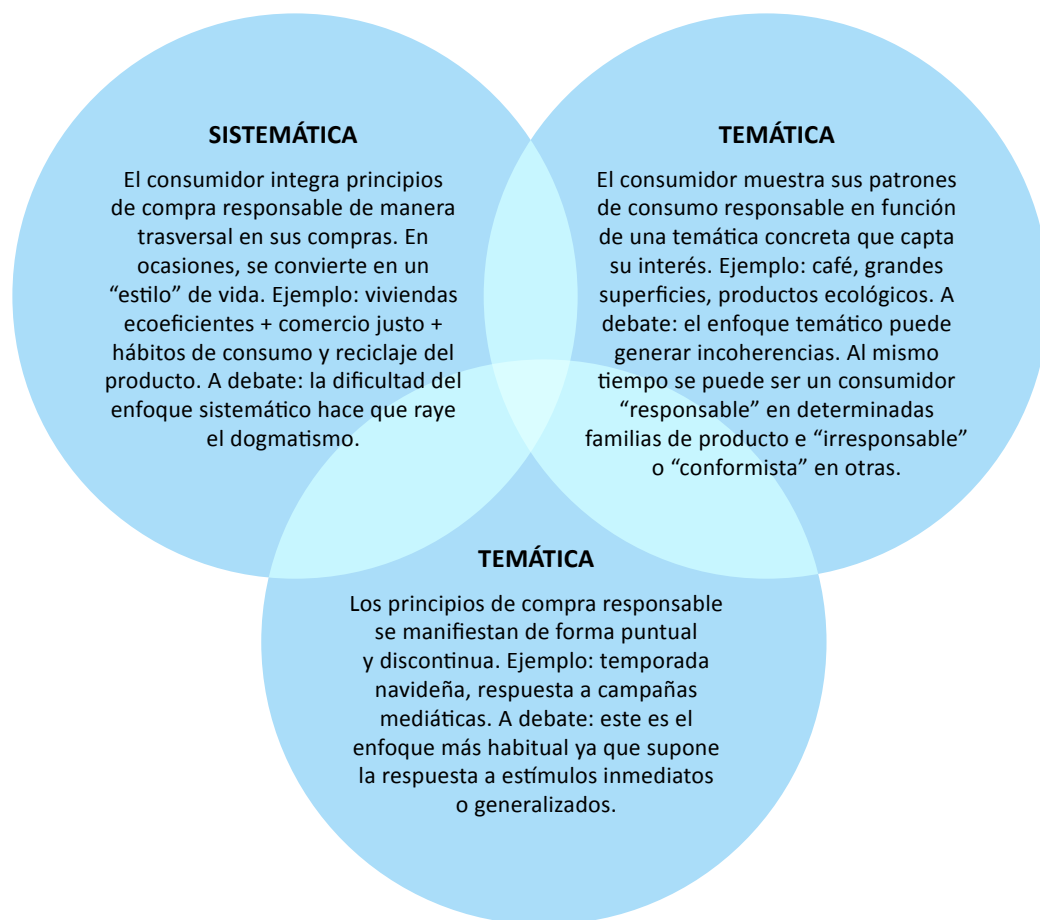 SISTEMÁTICA
El consumidor integra principios
de compra responsable de manera
trasversal en sus compras. En
ocasiones, se convierte en un
“estilo” de vida. Ejemplo: viviendas
ecoeficientes + comercio justo +
hábitos de consumo y reciclaje del
producto. A debate: la dificultad del
enfoque sistemático hace que raye
el dogmatismo.
TEMÁTICA
El consumidor muestra sus patrones
de consumo responsable en función
de una temática concreta que capta
su interés. Ejemplo: café, grandes
superficies, productos ecológicos. A
debate: el enfoque temático puede
generar incoherencias. Al mismo
tiempo se puede ser un consumidor
“responsable” en determinadas
familias de producto e “irresponsable”
o “conformista” en otras.
TEMÁTICA
Los principios de compra responsable
se manifiestan de forma puntual
y discontinua. Ejemplo: temporada
navideña, respuesta a campañas
mediáticas. A debate: este es el
enfoque más habitual ya que supone
la respuesta a estímulos inmediatos
o generalizados.